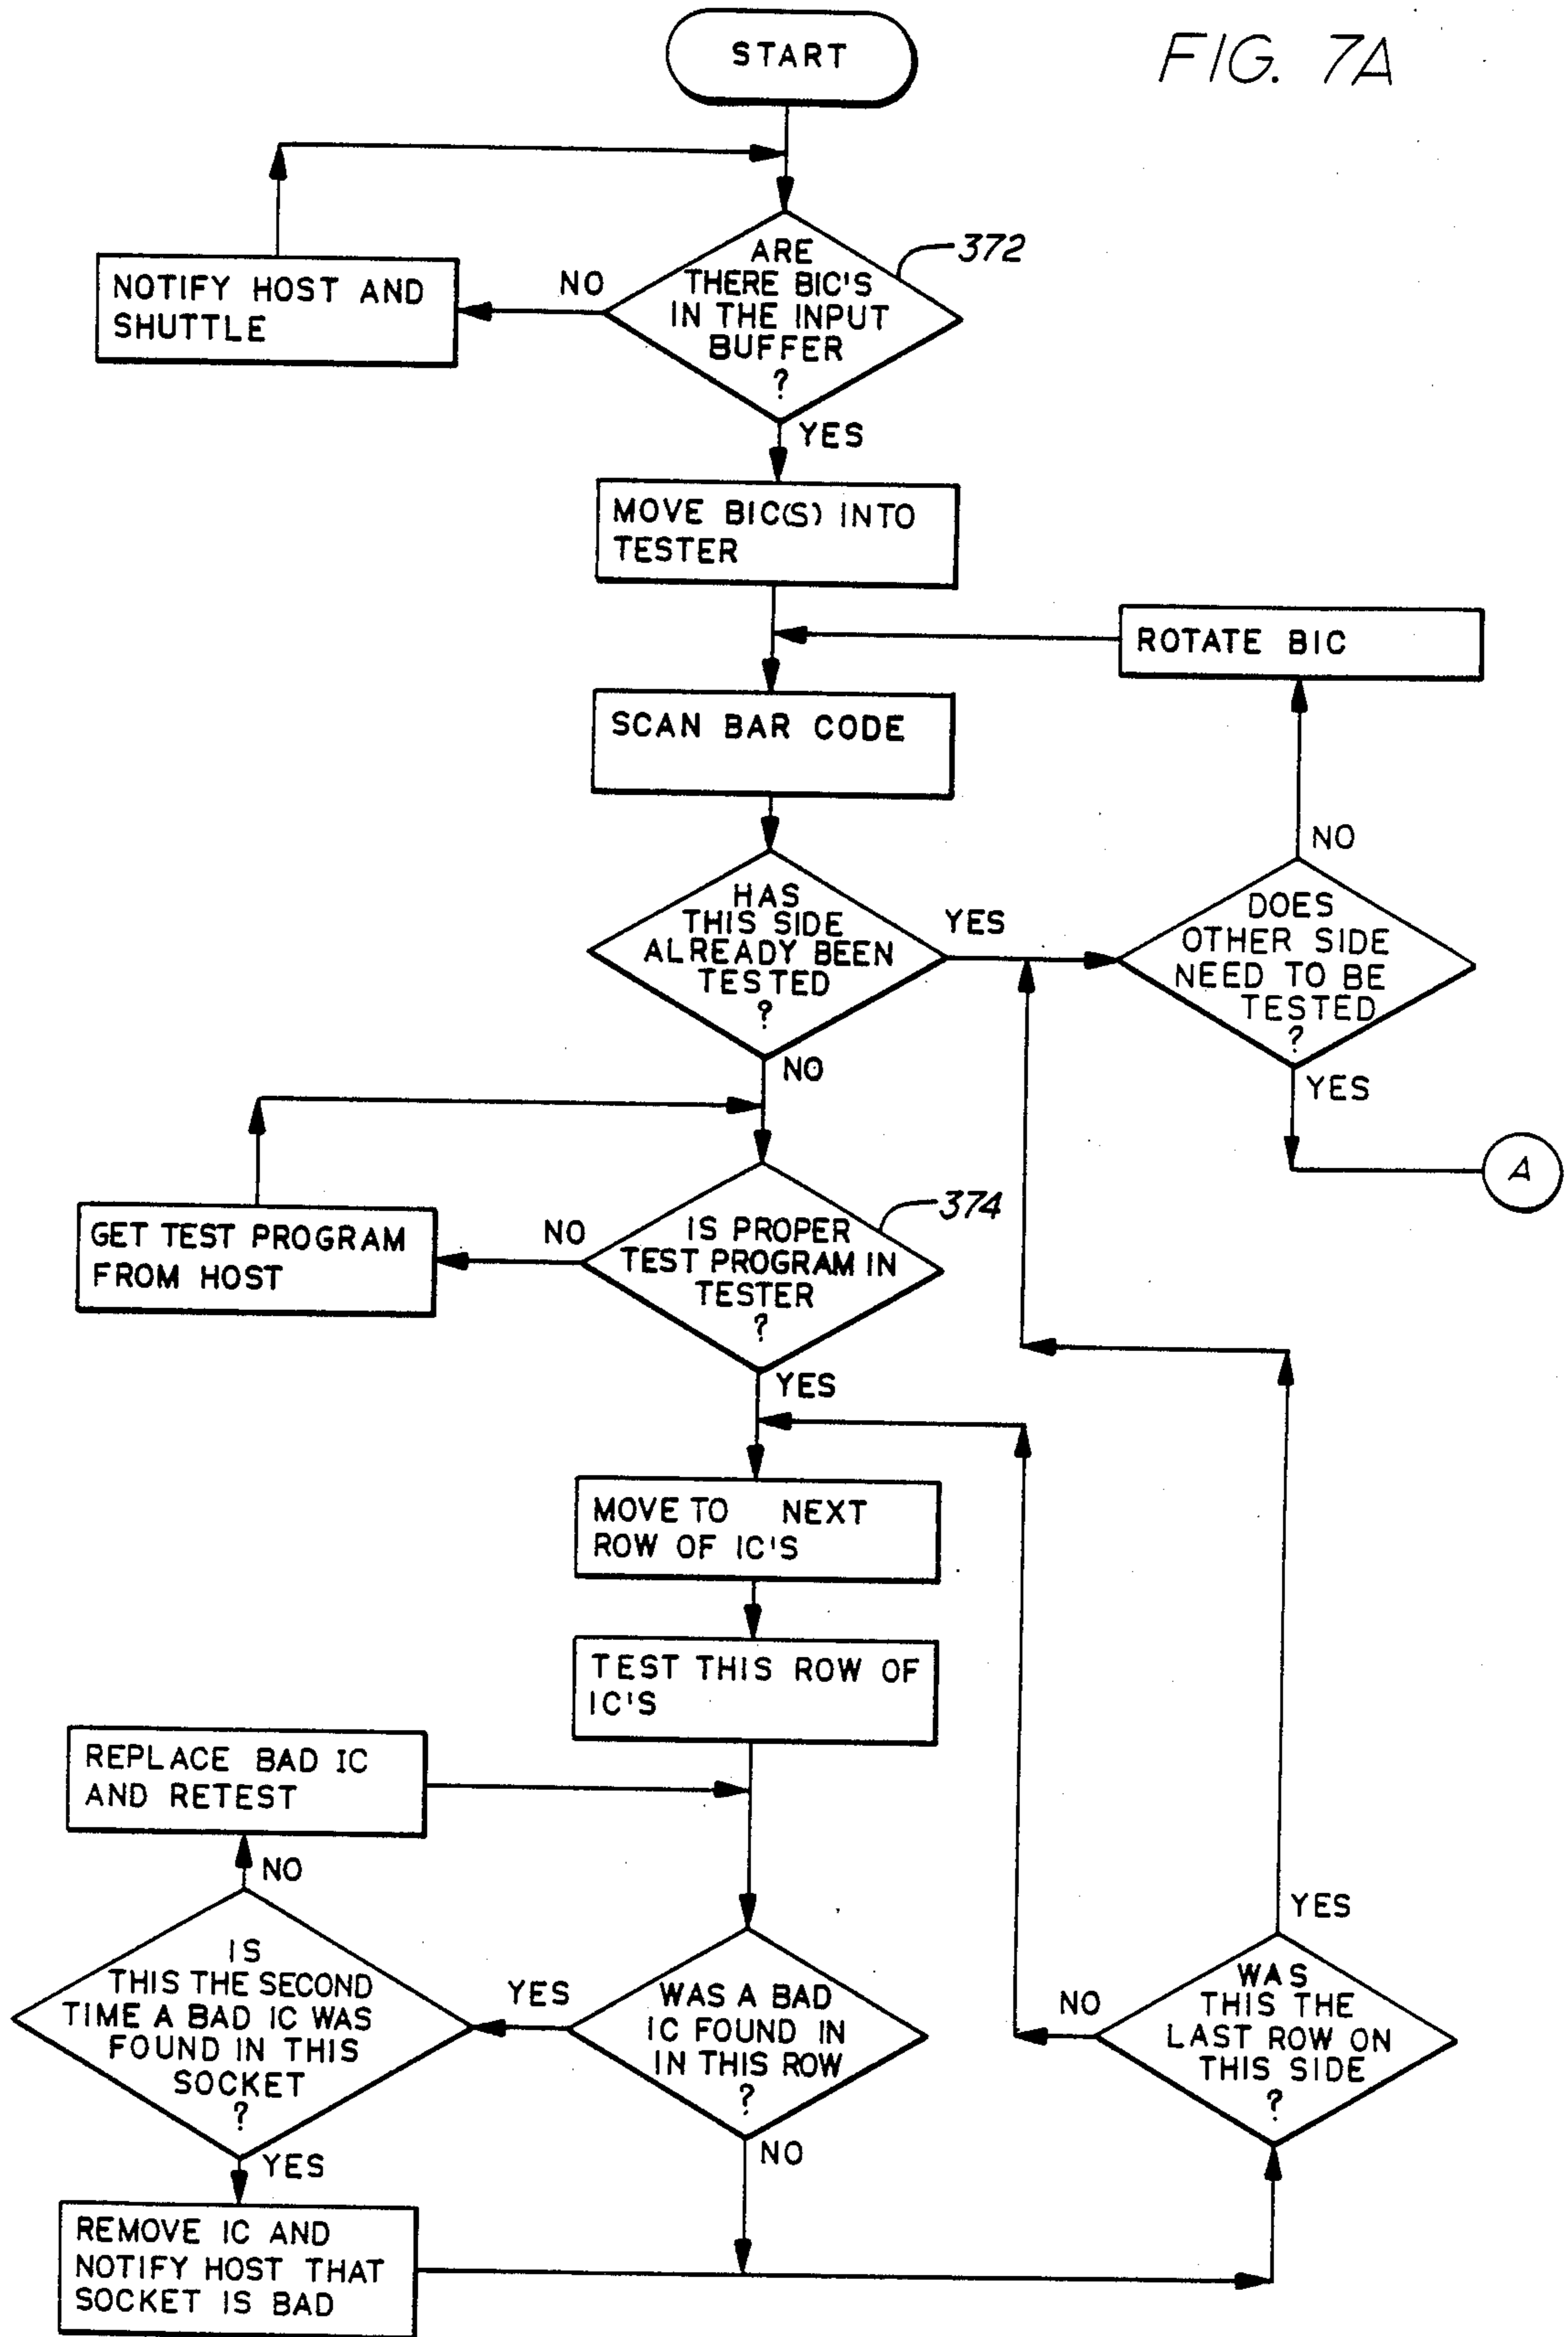 FIG. 7A
START
ARE
THERE BIC'S
IN THE INPUT
BUFFER
?
372
NO
NOTIFY HOST AND
SHUTTLE
YES
MOVE BIC(S) INTO
TESTER
ROTATE BIC
SCAN BAR CODE
NO
HAS
THIS SIDE
ALREADY BEEN
TESTED
?
YES
DOES
OTHER SIDE
NEED TO BE
TESTED
?
NO
YES
A
IS PROPER
TEST PROGRAM IN
TESTER
?
374
NO
GET TEST PROGRAM
FROM HOST
YES
MOVE TO NEXT
ROW OF IC'S
TEST THIS ROW OF
IC'S
REPLACE BAD IC
AND RETEST
NO
IS
THIS THE SECOND
TIME A BAD IC WAS
FOUND IN THIS
SOCKET
?
YES
WAS A BAD
IC FOUND IN
IN THIS ROW
?
NO
WAS
THIS THE
LAST ROW ON
THIS SIDE
?
YES
YES
NO
REMOVE IC AND
NOTIFY HOST THAT
SOCKET IS BAD